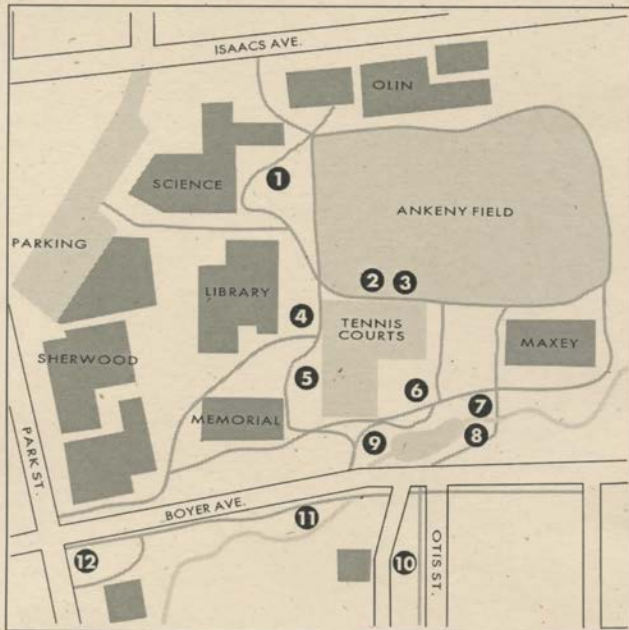 ISAACS AVE.
OLIN
SCIENCE
1
ANKENY FIELD
PARKING
LIBRARY
2
3
4
TENNIS
COURTS
SHERWOOD
MAXEY
5
6
MEMORIAL
7
8
9
PARK ST.
BOYER AVE.
11
12
10
OTIS ST.